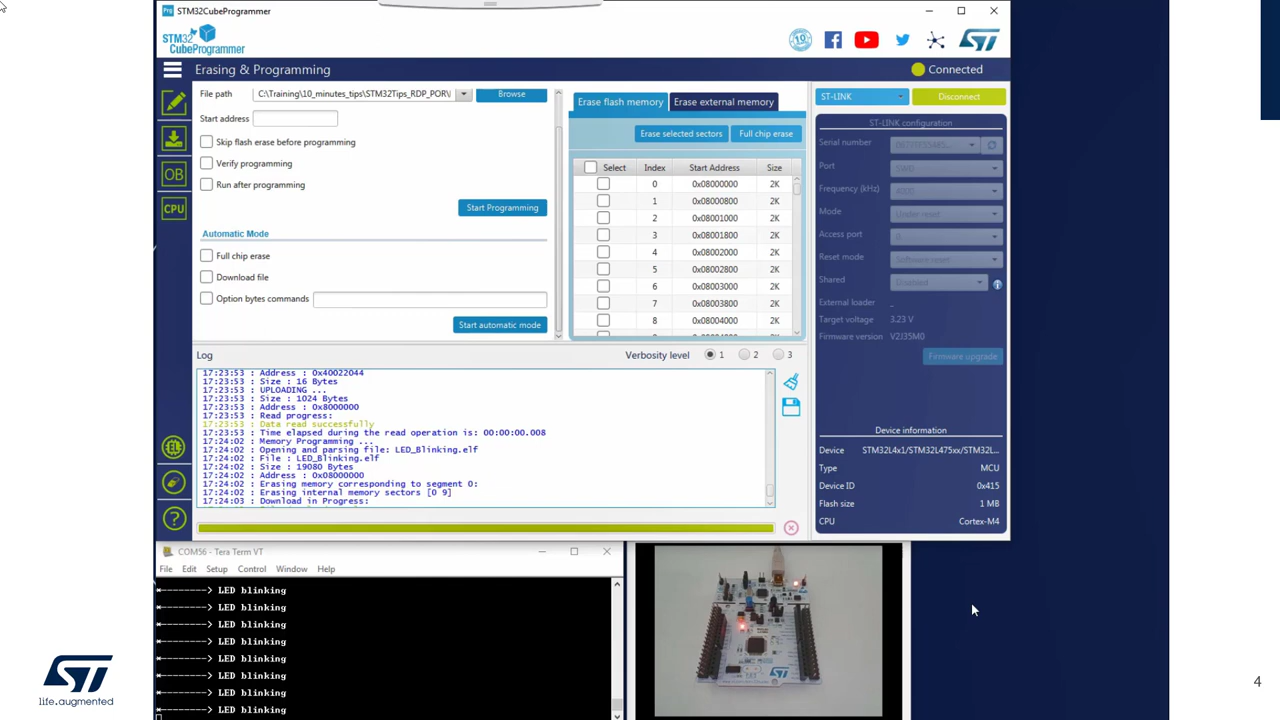 STM32CubeProgrammer
STM32
CubeProgrammer
Erasing & Programming
Connected
File path C:\Training\10_minutes_tips\STM32Tips_RDP_POR\I Browse
Start address
Skip flash erase before programming
Verify programming
Run after programming
Start Programming
Automatic Mode
Full chip erase
Download file
Option bytes commands
Start automatic mode
OB
CPU
Erase flash memory Erase external memory
Erase selected sectors Full chip erase
Select Index Start Address Size
0 0x08000000 2K
1 0x08000800 2K
2 0x08001000 2K
3 0x08001800 2K
4 0x08002000 2K
5 0x08002800 2K
6 0x08003000 2K
7 0x08003800 2K
8 0x08004000 2K
ST-LINK Disconnect
ST-LINK configuration
Serial number
Port SWD
Frequency (kHz) 4000
Mode Under reset
Access port 0
Reset mode Software reset
Shared Disabled
External loader _
Target voltage 3.23 V
Firmware version V2J35M0
Firmware upgrade
Device information
Device STM32L4x1/STM32L475xx/STM32L...
Type MCU
Device ID 0x415
Flash size 1 MB
CPU Cortex-M4
Log Verbosity level 1 2 3
17:23:53 : Address : 0x40022044
17:23:53 : Size : 16 Bytes
17:23:53 : UPLOADING ...
17:23:53 : Size : 1024 Bytes
17:23:53 : Address : 0x8000000
17:23:53 : Read progress:
17:23:53 : Data read successfully
17:23:53 : Time elapsed during the read operation is: 00:00:00.008
17:24:02 : Memory Programming ...
17:24:02 : Opening and parsing file: LED_Blinking.elf
17:24:02 : File : LED_Blinking.elf
17:24:02 : Size : 19080 Bytes
17:24:02 : Address : 0x08000000
17:24:02 : Erasing memory corresponding to segment 0:
17:24:02 : Erasing internal memory sectors [0 9]
17:24:03 : Download in Progress:
COM56 - Tera Term VT
File Edit Setup Control Window Help
*--------> LED blinking
*--------> LED blinking
*--------> LED blinking
*--------> LED blinking
*--------> LED blinking
*--------> LED blinking
*--------> LED blinking
*--------> LED blinking
ST
life.augmented
4